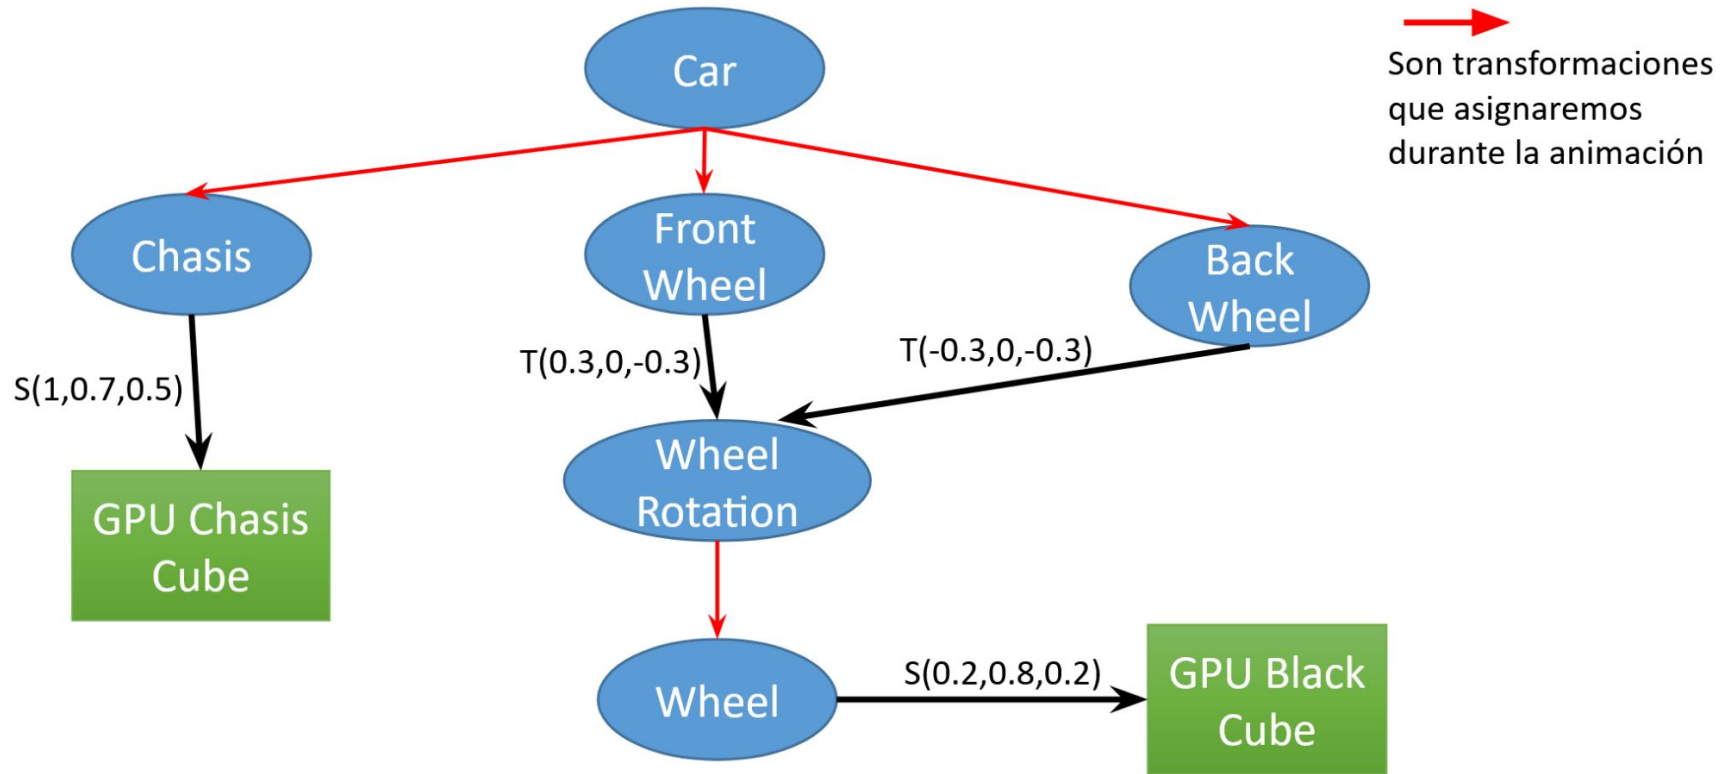 Car
Son transformaciones
que asignaremos
durante la animación
Chasis
Front
Wheel
Back
Wheel
S(1,0.7,0.5)
T(0.3,0,-0.3)
T(-0.3,0,-0.3)
Wheel
Rotation
GPU Chasis
Cube
Wheel
S(0.2,0.8,0.2)
GPU Black
Cube